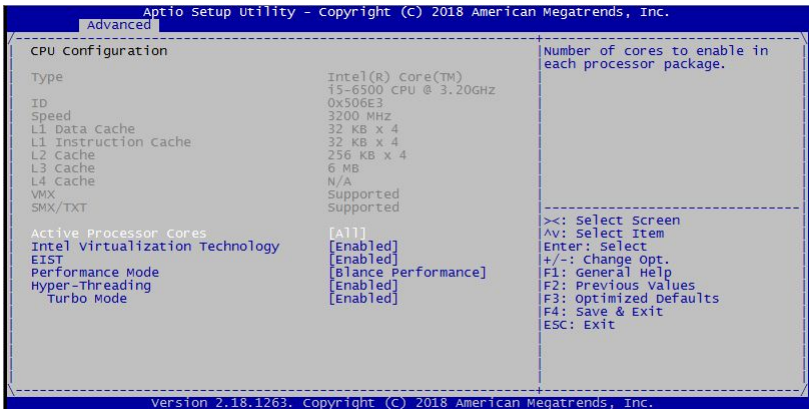 Aptio Setup Utility - Copyright (C) 2018 American Megatrends, Inc.
Advanced
CPU Configuration
Number of cores to enable in
each processor package.
Type Intel(R) Core(TM)
i5-6500 CPU @ 3.20GHz
ID 0x506E3
Speed 3200 MHz
L1 Data Cache 32 KB x 4
L1 Instruction Cache 32 KB x 4
L2 Cache 256 KB x 4
L3 Cache 6 MB
L4 Cache N/A
VMX Supported
SMX/TXT Supported
Active Processor Cores [All]
Intel Virtualization Technology [Enabled]
EIST [Enabled]
Performance Mode [Blance Performance]
Hyper-Threading [Enabled]
Turbo Mode [Enabled]
><: Select Screen
^v: Select Item
Enter: Select
+/-: Change Opt.
F1: General Help
F2: Previous Values
F3: Optimized Defaults
F4: Save & Exit
ESC: Exit
Version 2.18.1263. Copyright (C) 2018 American Megatrends, Inc.